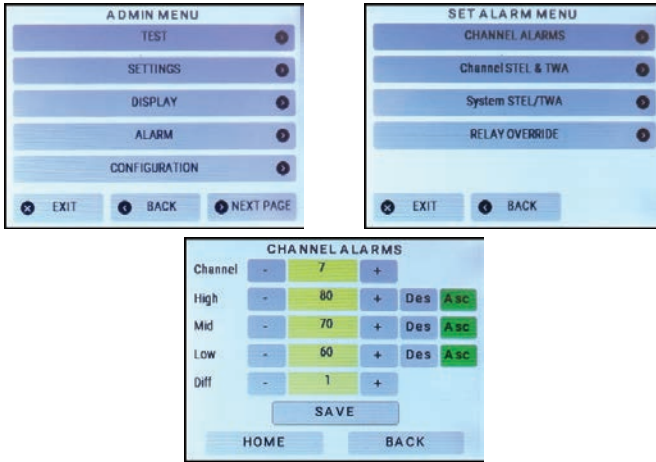 ADMIN MENU
TEST
SETTINGS
DISPLAY
ALARM
CONFIGURATION
EXIT BACK NEXT PAGE
SET ALARM MENU
CHANNEL ALARMS
Channel STEL & TWA
System STEL/TWA
RELAY OVERRIDE
EXIT BACK
CHANNEL ALARMS
Channel - 7 +
High - 80 + Des Asc
Mid - 70 + Des Asc
Low - 60 + Des Asc
Diff - 1 +
SAVE
HOME BACK